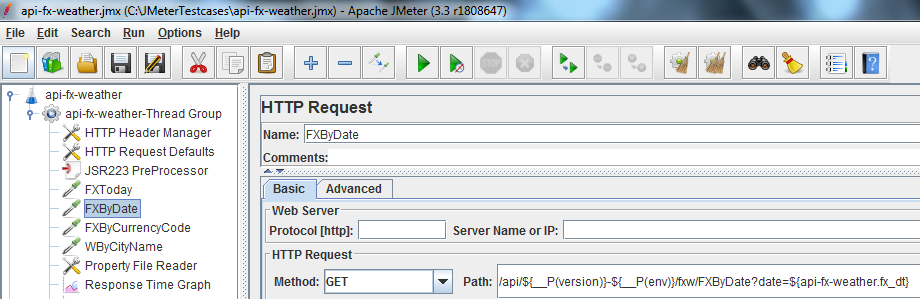 api-fx-weather.jmx (C:\JMeterTestcases\api-fx-weather.jmx) - Apache JMeter (3.3 r1808647)
File Edit Search Run Options Help
STOP
api-fx-weather
api-fx-weather-Thread Group
HTTP Header Manager
HTTP Request Defaults
JSR223 PreProcessor
FXToday
FXByDate
FXByCurrencyCode
WByCityName
Property File Reader
Response Time Graph
HTTP Request
Name: FXByDate
Comments:
Basic Advanced
Web Server
Protocol [http]: Server Name or IP:
HTTP Request
Method: GET Path: /api/${__P(version)}-${__P(env)}/fxw/FXByDate?date=${api-fx-weather.fx_dt}